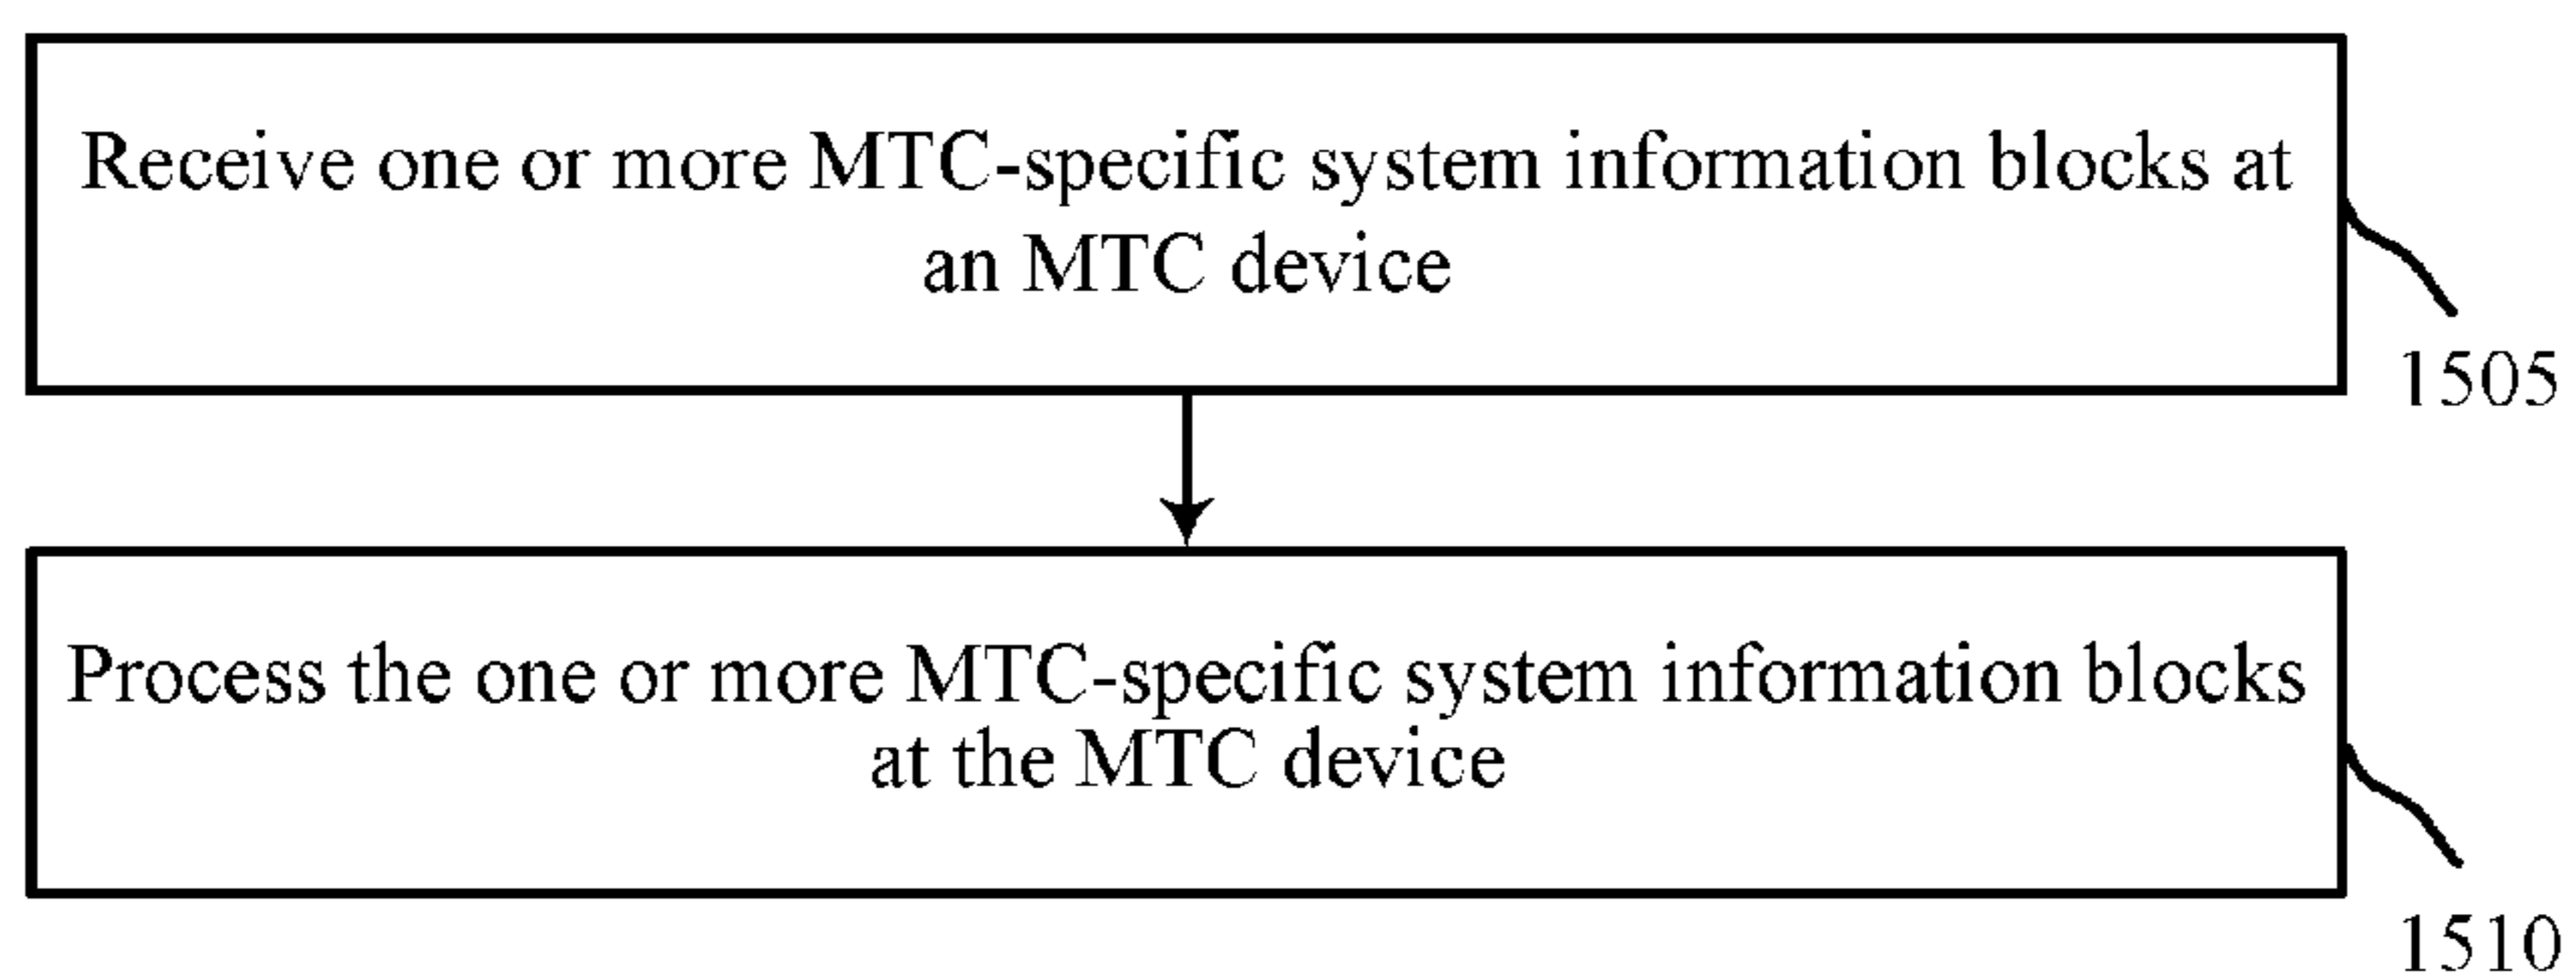 Receive one or more MTC-specific system information blocks at
an MTC device
1505
Process the one or more MTC-specific system information blocks
at the MTC device
1510